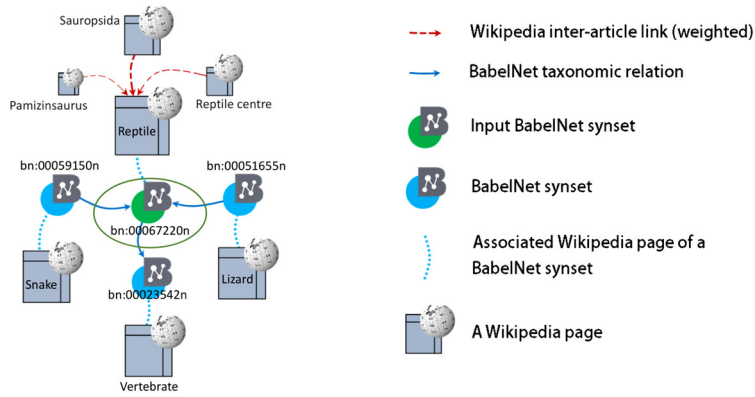 Sauropsida
Pamizinsaurus
Reptile centre
Reptile
bn:00059150n
bn:00051655n
bn:00067220n
Snake
Lizard
bn:00023542n
Vertebrate
Wikipedia inter-article link (weighted)
BabelNet taxonomic relation
Input BabelNet synset
BabelNet synset
Associated Wikipedia page of a
BabelNet synset
A Wikipedia page